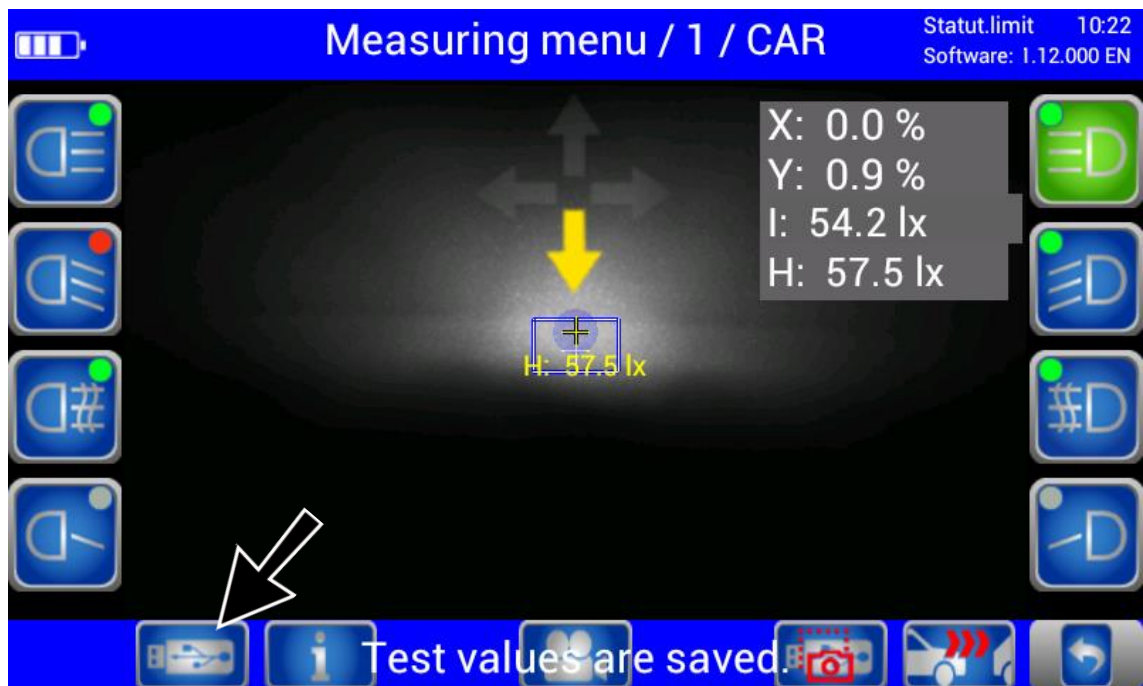 Measuring menu / 1 / CAR
Statut.limit 10:22
Software: 1.12.000 EN
X: 0.0 %
Y: 0.9 %
I: 54.2 lx
H: 57.5 lx
H: 57.5 lx
i
Test values are saved.